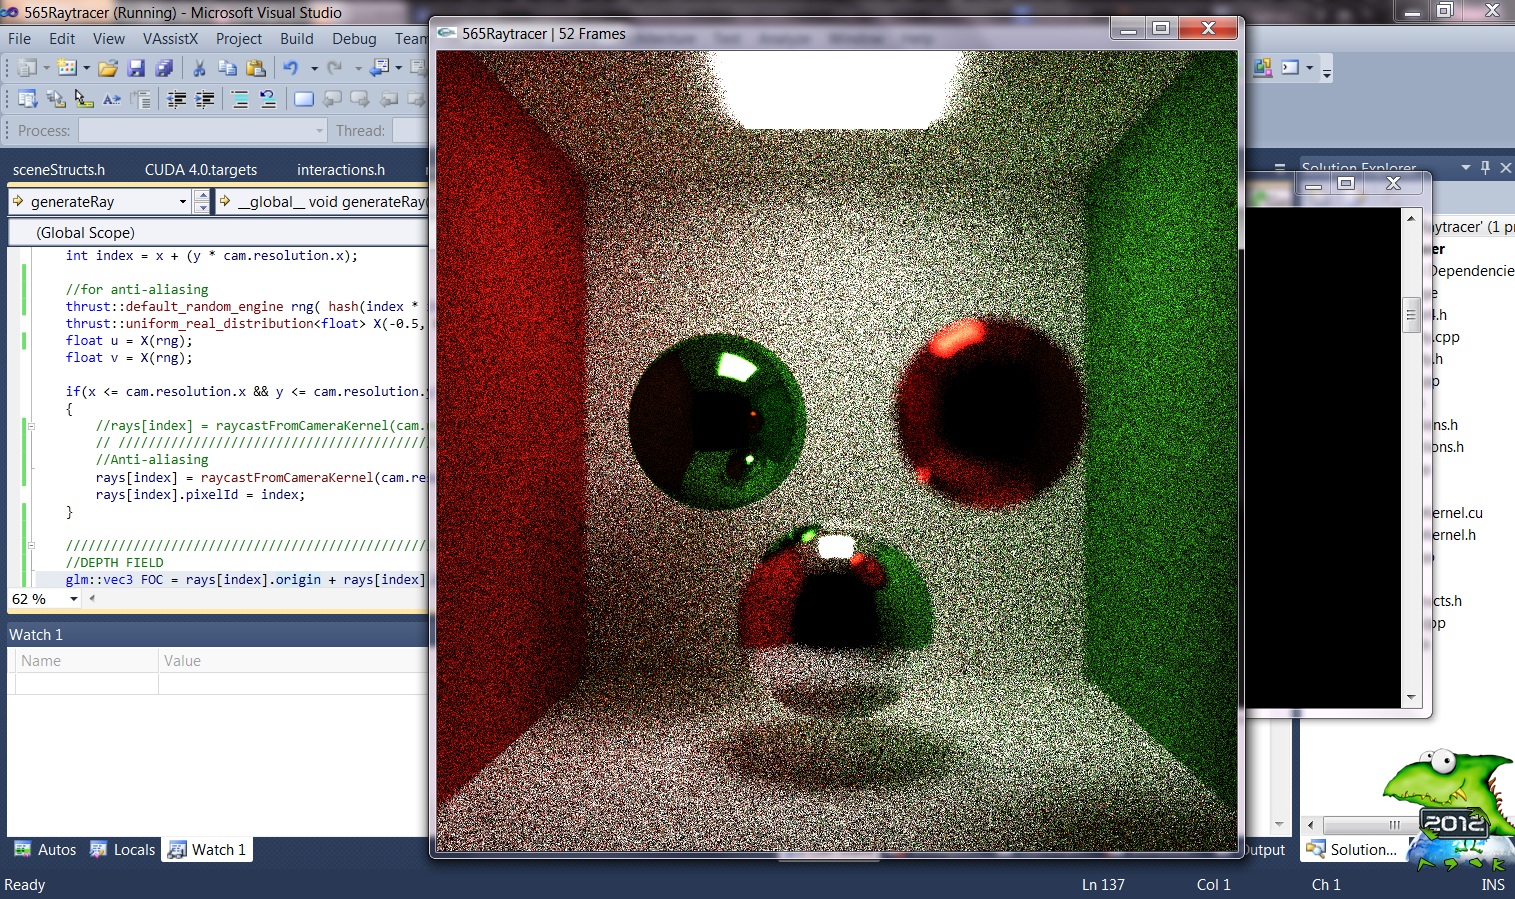 565Raytracer (Running) - Microsoft Visual Studio
File Edit View VAssistX Project Build Debug Team
Process:
Thread:
sceneStructs.h CUDA 4.0.targets interactions.h
generateRay
__global__ void generateRay(
(Global Scope)
int index = x + (y * cam.resolution.x);
//for anti-aliasing
thrust::default_random_engine rng( hash(index *
thrust::uniform_real_distribution<float> X(-0.5,
float u = X(rng);
float v = X(rng);
if(x <= cam.resolution.x && y <= cam.resolution.
{
//rays[index] = raycastFromCameraKernel(cam.
// ////////////////////////////////////////////
//Anti-aliasing
rays[index] = raycastFromCameraKernel(cam.re
rays[index].pixelId = index;
}
////////////////////////////////////////////////
//DEPTH FIELD
glm::vec3 FOC = rays[index].origin + rays[index]
62 %
Watch 1
Name Value
Autos Locals Watch 1
Ready
565Raytracer | 52 Frames
Solution Explorer
aytracer' (1 pr
er
Dependencie
e
4.h
.cpp
.h
p
ns.h
ons.h
ernel.cu
ernel.h
cts.h
pp
2012
Output
Solution...
Ln 137 Col 1 Ch 1 INS